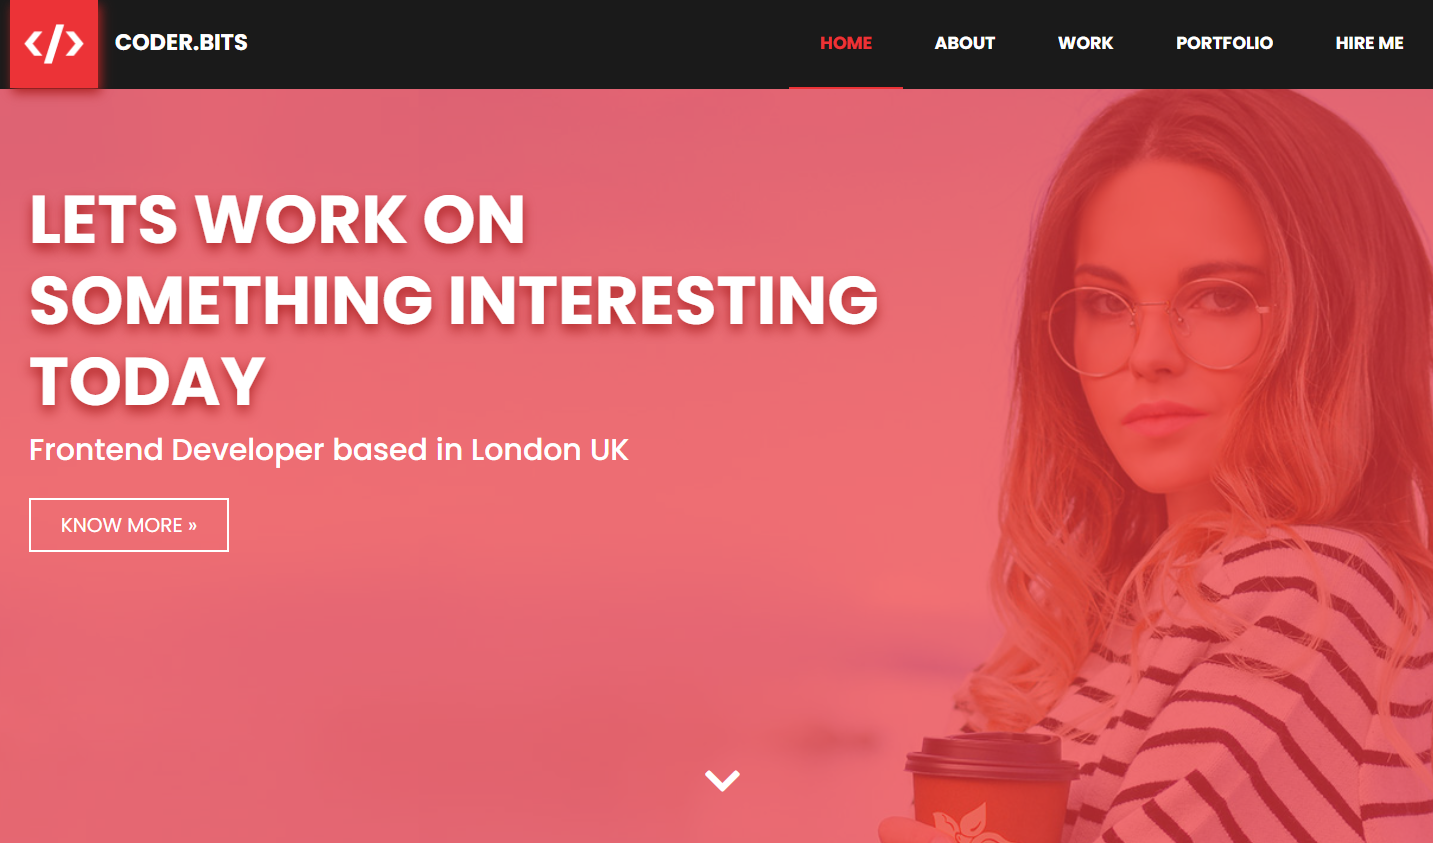 </>
CODER.BITS
HOME ABOUT WORK PORTFOLIO HIRE ME
LETS WORK ON
SOMETHING INTERESTING
TODAY
Frontend Developer based in London UK
KNOW MORE »